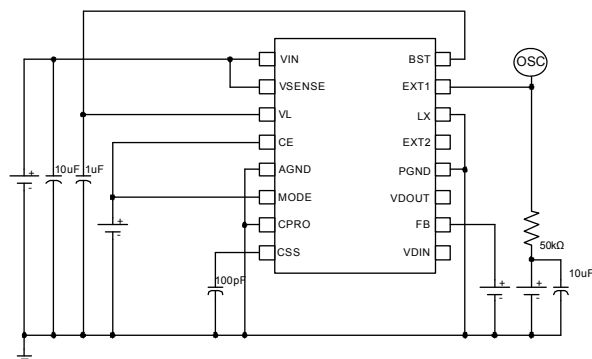 VIN
BST
OSC
VSENSE
EXT1
VL
LX
CE
EXT2
+
10uF
1uF
AGND
PGND
-
MODE
VDOUT
+
CPRO
FB
-
50kΩ
CSS
VDIN
100pF
+
+
10uF
-
-